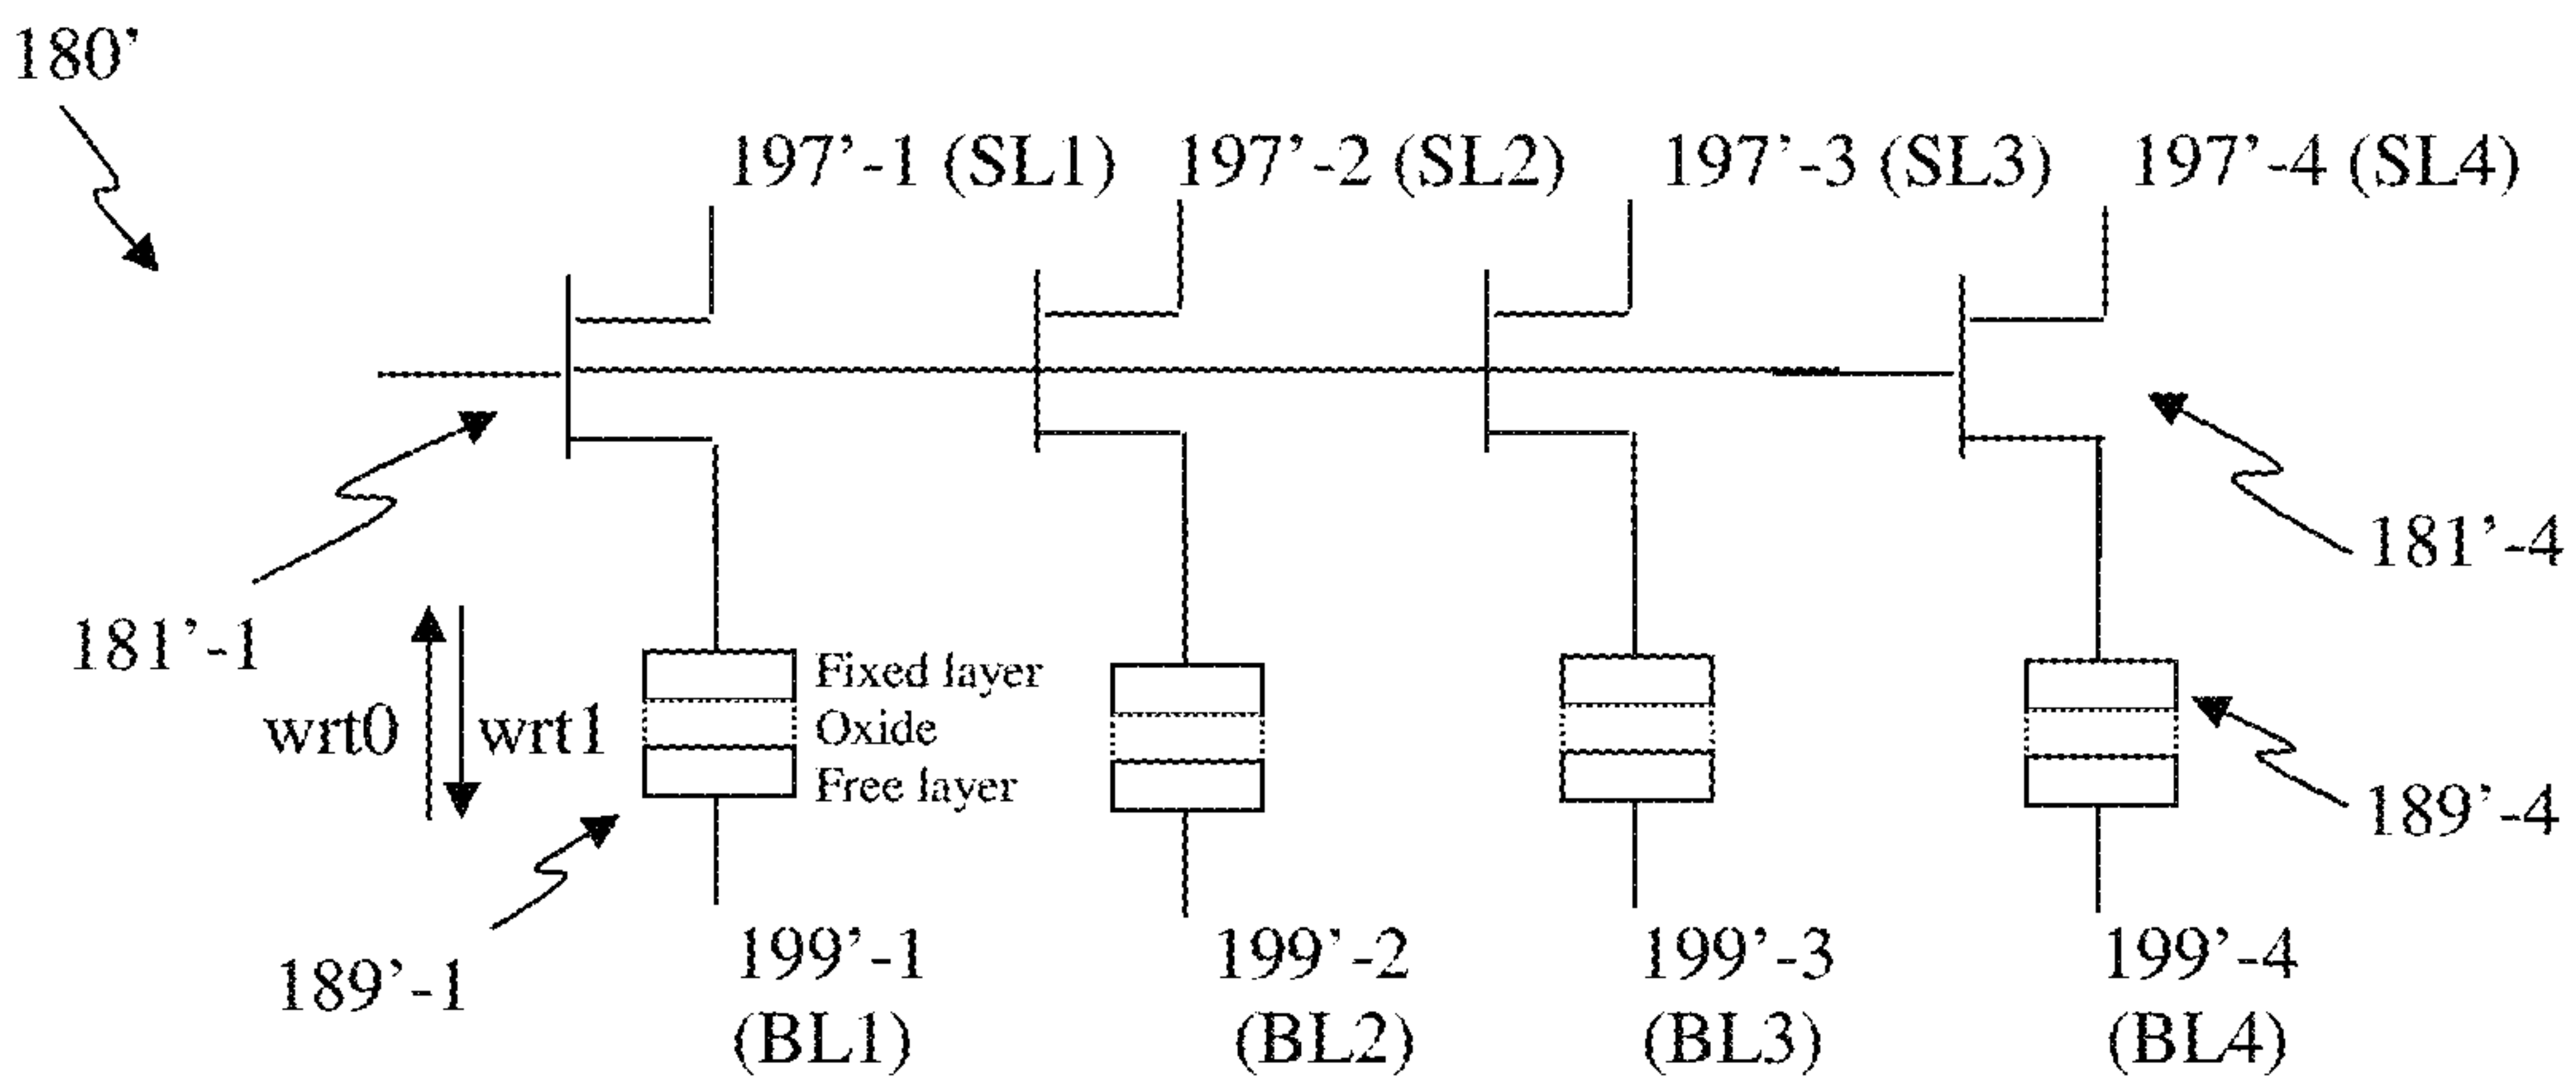 180’
197’-1 (SL1) 197’-2 (SL2) 197’-3 (SL3) 197’-4 (SL4)
181’-4
181’-1
wrt0 wrt1
Fixed layer
Oxide
Free layer
189’-4
189’-1
199’-1 199’-2 199’-3 199’-4
(BL1) (BL2) (BL3) (BL4)